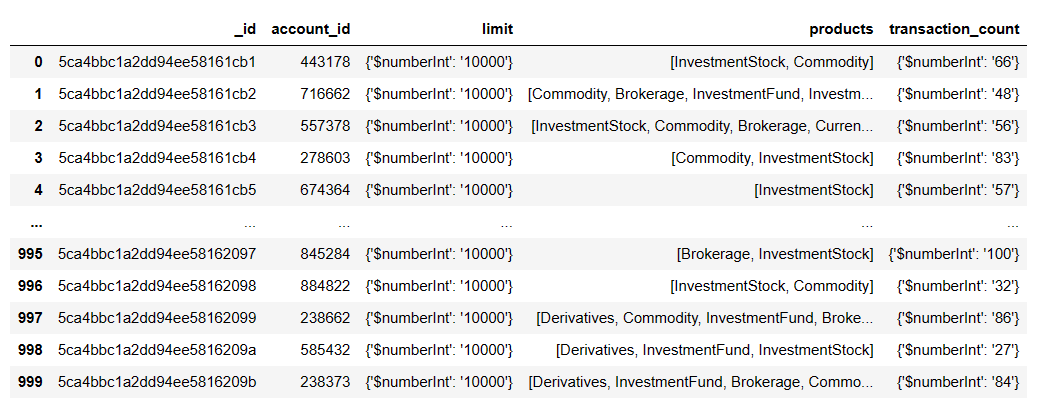 _id account_id limit products transaction_count
0 5ca4bbc1a2dd94ee58161cb1 443178 {'$numberInt': '10000'} [InvestmentStock, Commodity] {'$numberInt': '66'}
1 5ca4bbc1a2dd94ee58161cb2 716662 {'$numberInt': '10000'} [Commodity, Brokerage, InvestmentFund, Investm... {'$numberInt': '48'}
2 5ca4bbc1a2dd94ee58161cb3 557378 {'$numberInt': '10000'} [InvestmentStock, Commodity, Brokerage, Curren... {'$numberInt': '56'}
3 5ca4bbc1a2dd94ee58161cb4 278603 {'$numberInt': '10000'} [Commodity, InvestmentStock] {'$numberInt': '83'}
4 5ca4bbc1a2dd94ee58161cb5 674364 {'$numberInt': '10000'} [InvestmentStock] {'$numberInt': '57'}
... ... ... ... ... ...
995 5ca4bbc1a2dd94ee58162097 845284 {'$numberInt': '10000'} [Brokerage, InvestmentStock] {'$numberInt': '100'}
996 5ca4bbc1a2dd94ee58162098 884822 {'$numberInt': '10000'} [InvestmentStock, Commodity] {'$numberInt': '32'}
997 5ca4bbc1a2dd94ee58162099 238662 {'$numberInt': '10000'} [Derivatives, Commodity, InvestmentFund, Broke... {'$numberInt': '86'}
998 5ca4bbc1a2dd94ee5816209a 585432 {'$numberInt': '10000'} [Derivatives, InvestmentFund, InvestmentStock] {'$numberInt': '27'}
999 5ca4bbc1a2dd94ee5816209b 238373 {'$numberInt': '10000'} [Derivatives, InvestmentFund, Brokerage, Commo... {'$numberInt': '84'}